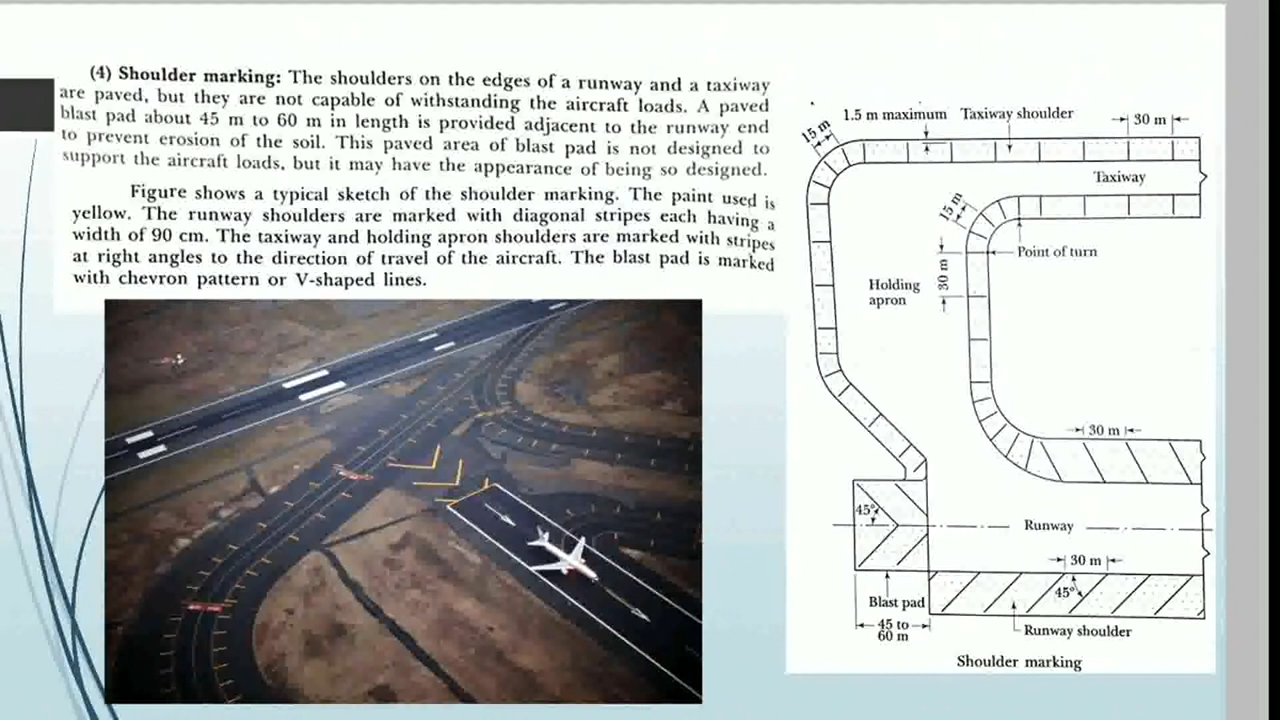 (4) Shoulder marking: The shoulders on the edges of a runway and a taxiway
are paved, but they are not capable of withstanding the aircraft loads. A paved
blast pad about 45 m to 60 m in length is provided adjacent to the runway end
to prevent erosion of the soil. This paved area of blast pad is not designed to
support the aircraft loads, but it may have the appearance of being so designed.
Figure shows a typical sketch of the shoulder marking. The paint used is
yellow. The runway shoulders are marked with diagonal stripes each having a
width of 90 cm. The taxiway and holding apron shoulders are marked with stripes
at right angles to the direction of travel of the aircraft. The blast pad is marked
with chevron pattern or V-shaped lines.
15 m
1.5 m maximum
Taxiway shoulder
30 m
Taxiway
15 m
Point of turn
30 m
Holding
apron
30 m
45°
Runway
30 m
45°
Blast pad
45 to
60 m
Runway shoulder
Shoulder marking